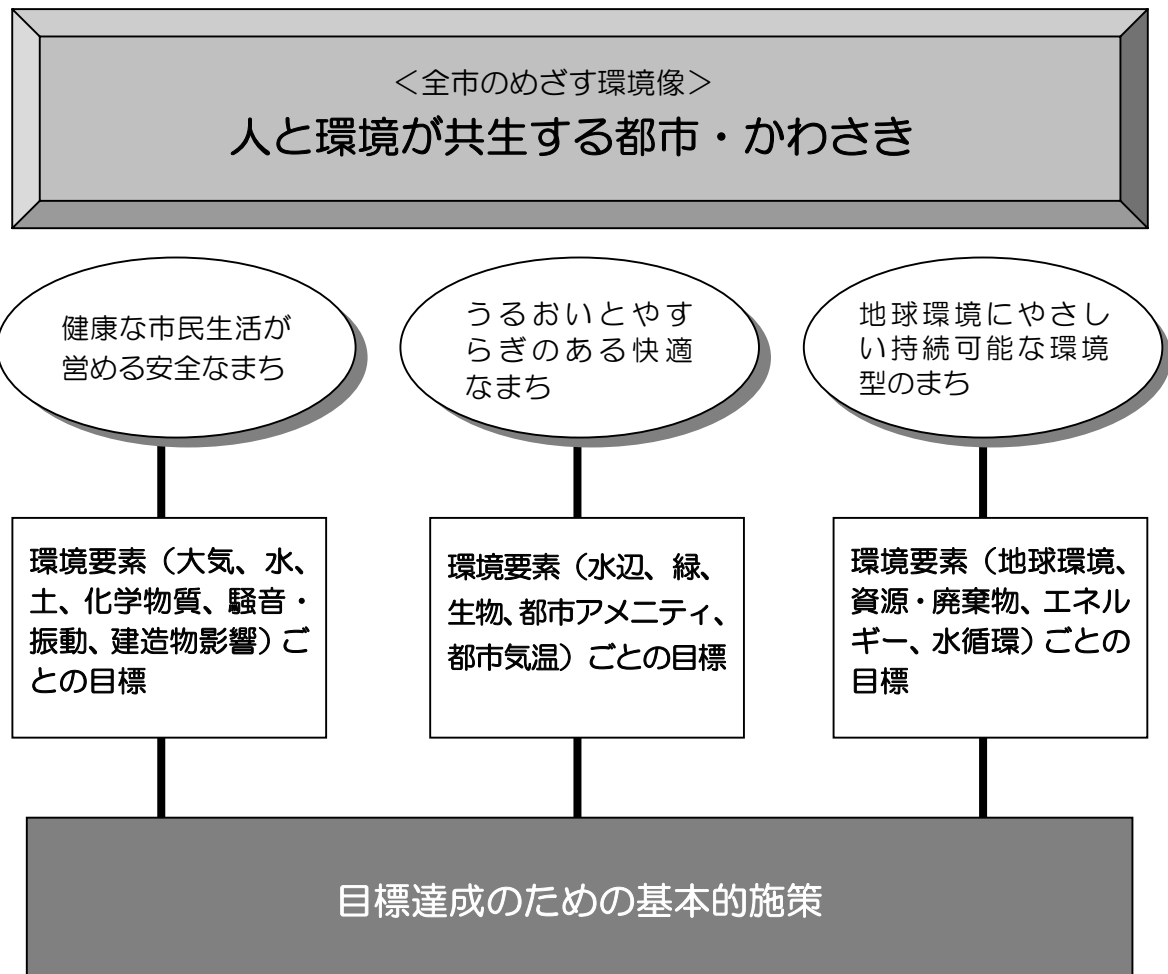 ＜全市のめざす環境像＞
人と環境が共生する都市・かわさき
健康な市民生活が
営める安全なまち
うるおいとやす
らぎのある快適
なまち
地球環境にやさし
い持続可能な環境
型のまち
環境要素（大気、水、
土、化学物質、騒音・
振動、建造物影響）ご
との目標
環境要素（水辺、緑、
生物、都市アメニティ、
都市気温）ごとの目標
環境要素（地球環境、
資源・廃棄物、エネル
ギー、水循環）ごとの
目標
目標達成のための基本的施策